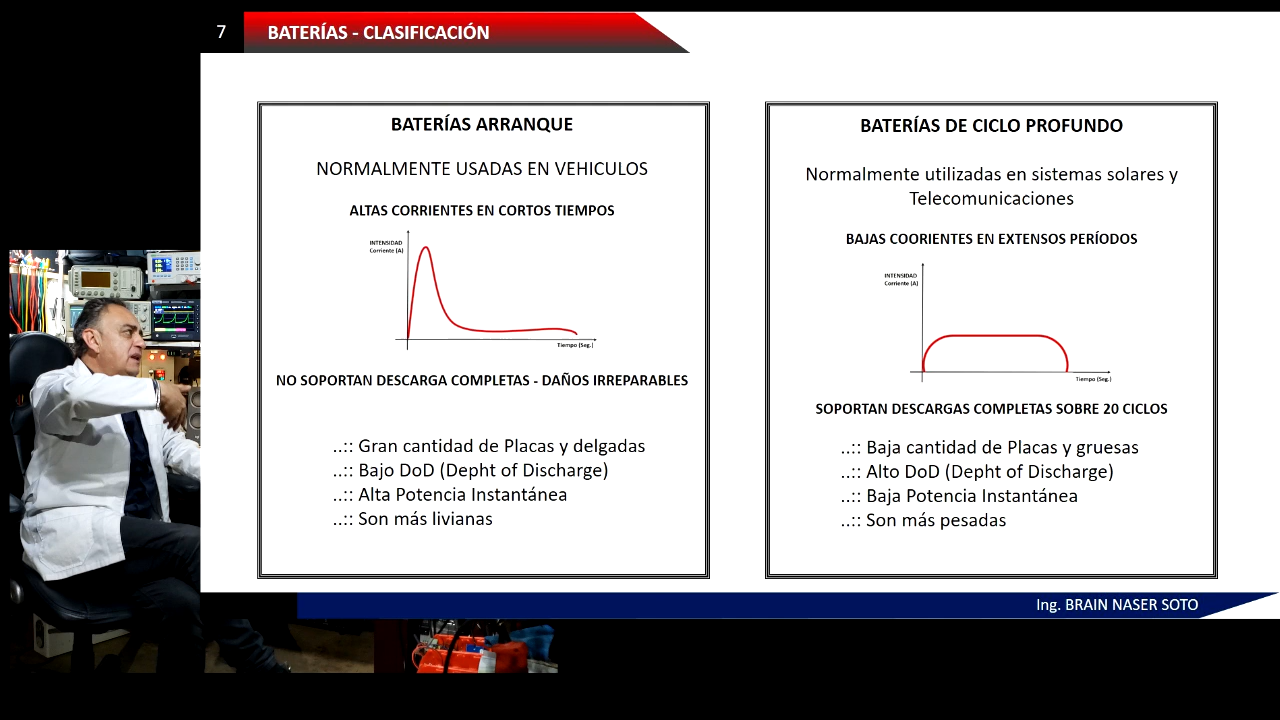 7
BATERÍAS - CLASIFICACIÓN
BATERÍAS ARRANQUE
NORMALMENTE USADAS EN VEHICULOS
ALTAS CORRIENTES EN CORTOS TIEMPOS
INTENSIDAD
Corriente (A)
Tiempo (Seg.)
NO SOPORTAN DESCARGA COMPLETAS - DAÑOS IRREPARABLES
..:: Gran cantidad de Placas y delgadas
..:: Bajo DoD (Depht of Discharge)
..:: Alta Potencia Instantánea
..:: Son más livianas
BATERÍAS DE CICLO PROFUNDO
Normalmente utilizadas en sistemas solares y
Telecomunicaciones
BAJAS COORIENTES EN EXTENSOS PERÍODOS
INTENSIDAD
Corriente (A)
Tiempo (Seg.)
SOPORTAN DESCARGAS COMPLETAS SOBRE 20 CICLOS
..:: Baja cantidad de Placas y gruesas
..:: Alto DoD (Depht of Discharge)
..:: Baja Potencia Instantánea
..:: Son más pesadas
Ing. BRAIN NASER SOTO